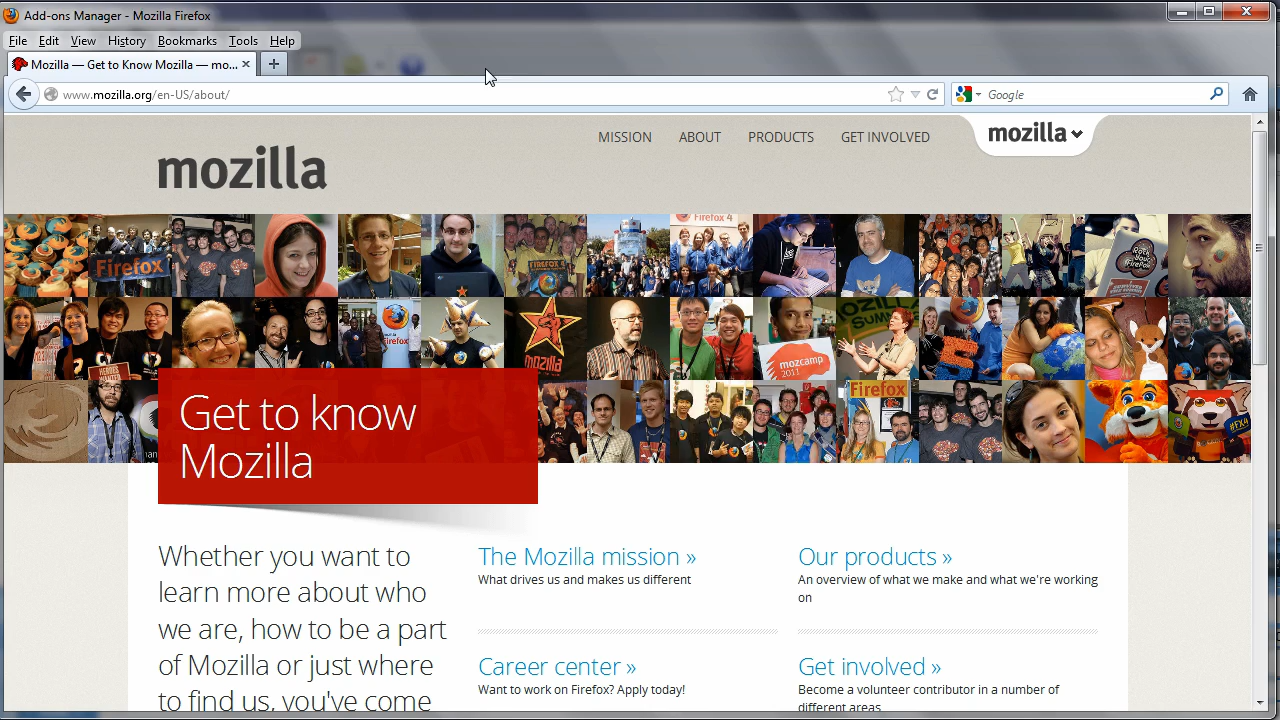 Add-ons Manager - Mozilla Firefox
File Edit View History Bookmarks Tools Help
Mozilla — Get to Know Mozilla — mo...
www.mozilla.org/en-US/about/
Google
MISSION ABOUT PRODUCTS GET INVOLVED
mozilla
mozilla
Firefox 4
Firefox
Firefox
mozilla
mozcamp
2011
MOZILLA
SUMMIT
HEROES
WANTED
Firefox
#FX4
Get to know
Mozilla
Whether you want to
learn more about who
we are, how to be a part
of Mozilla or just where
to find us, you've come
The Mozilla mission »
What drives us and makes us different
Our products »
An overview of what we make and what we're working
on
Career center »
Want to work on Firefox? Apply today!
Get involved »
Become a volunteer contributor in a number of
different areas